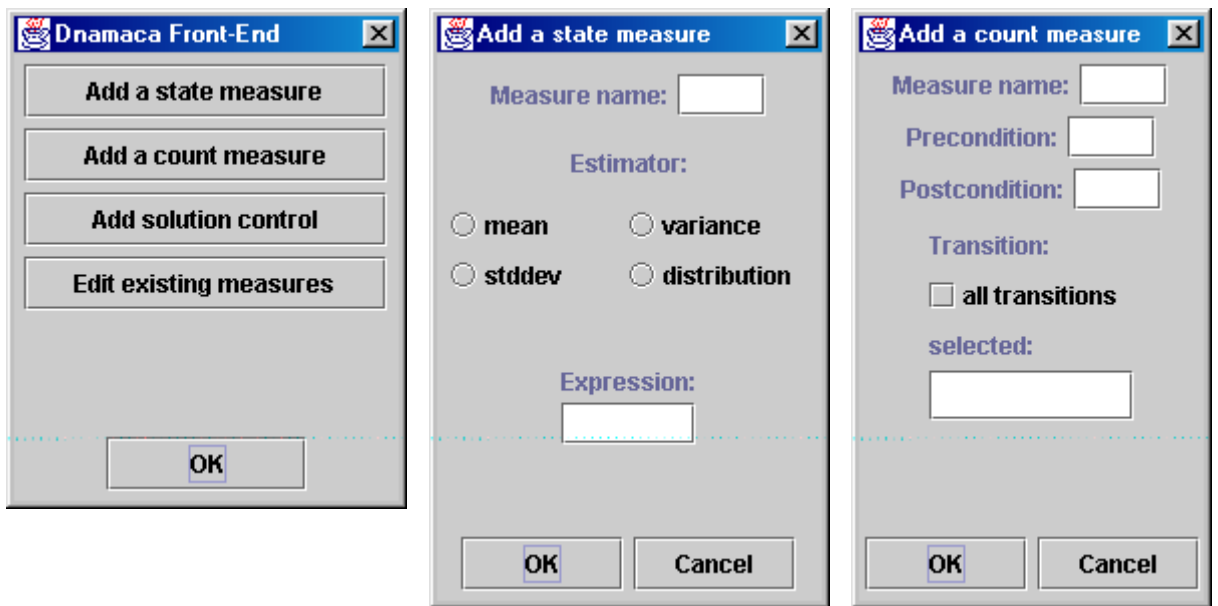 Dnamaca Front-End
Add a state measure
Add a count measure
Add solution control
Edit existing measures
OK
Add a state measure
Measure name:
Estimator:
mean variance
stddev distribution
Expression:
OK Cancel
Add a count measure
Measure name:
Precondition:
Postcondition:
Transition:
all transitions
selected:
OK Cancel